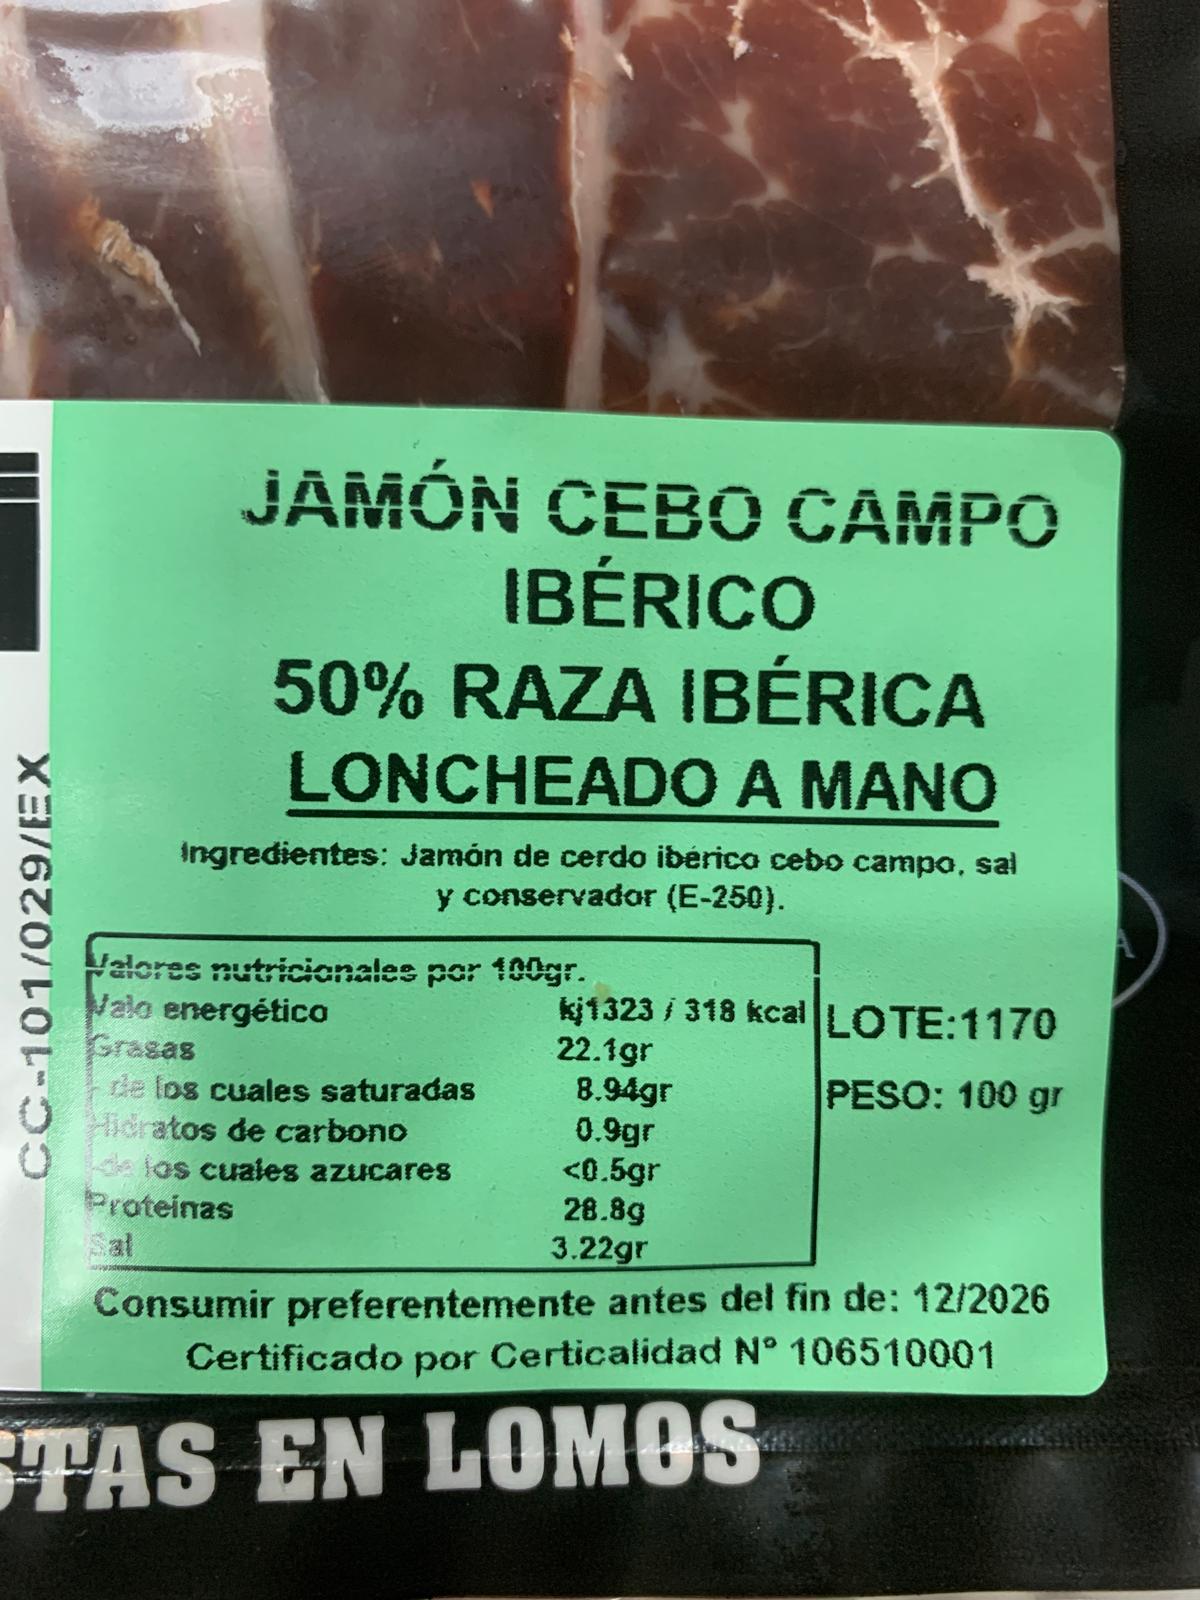 JAMÓN CEBO CAMPO
IBÉRICO
50% RAZA IBÉRICA
LONCHEADO A MANO
Ingredientes: Jamón de cerdo ibérico cebo campo, sal
y conservador (E-250).
Valores nutricionales por 100gr.
Valo energético kj1323 / 318 kcal
Grasas 22.1gr
- de los cuales saturadas 8.94gr
Hidratos de carbono 0.9gr
-de los cuales azucares <0.5gr
Proteinas 28.8g
Sal 3.22gr
LOTE:1170
PESO: 100 gr
Consumir preferentemente antes del fin de: 12/2026
Certificado por Certicalidad Nº 106510001
CC-101/029/EX
STAS EN LOMOS